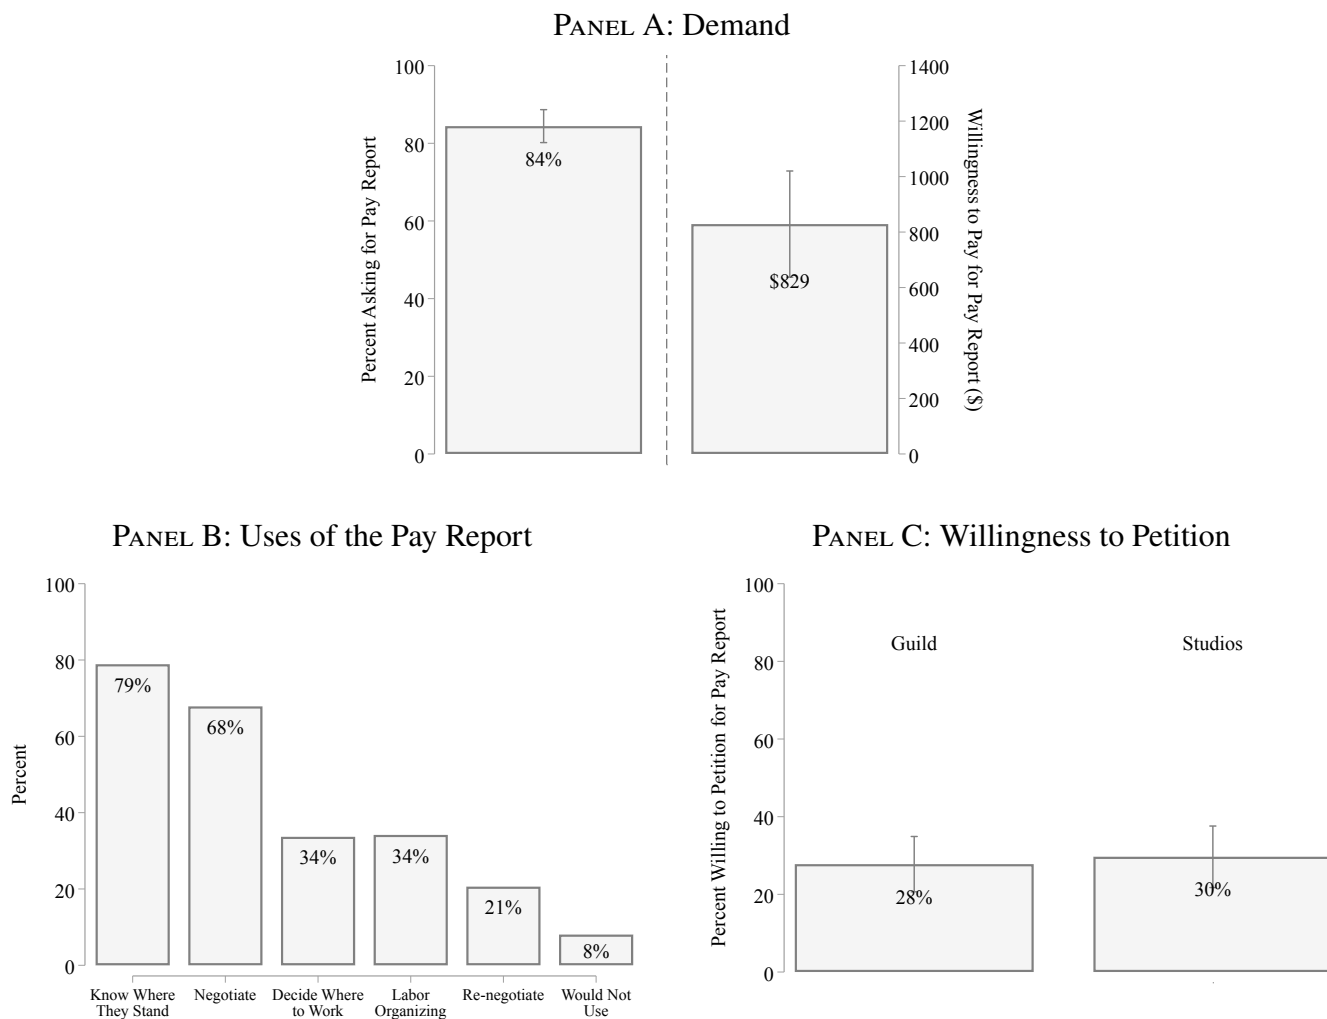 PANEL A: Demand
Percent Asking for Pay Report
100
80
60
40
20
0
84%
$829
1400
1200
1000
800
600
400
200
0
Willingness to Pay for Pay Report ($)
PANEL B: Uses of the Pay Report
Percent
100
80
60
40
20
0
79%
68%
34%
34%
21%
8%
Know Where
They Stand
Negotiate
Decide Where
to Work
Labor
Organizing
Re-negotiate
Would Not
Use
PANEL C: Willingness to Petition
Percent Willing to Petition for Pay Report
100
80
60
40
20
0
Guild
Studios
28%
30%